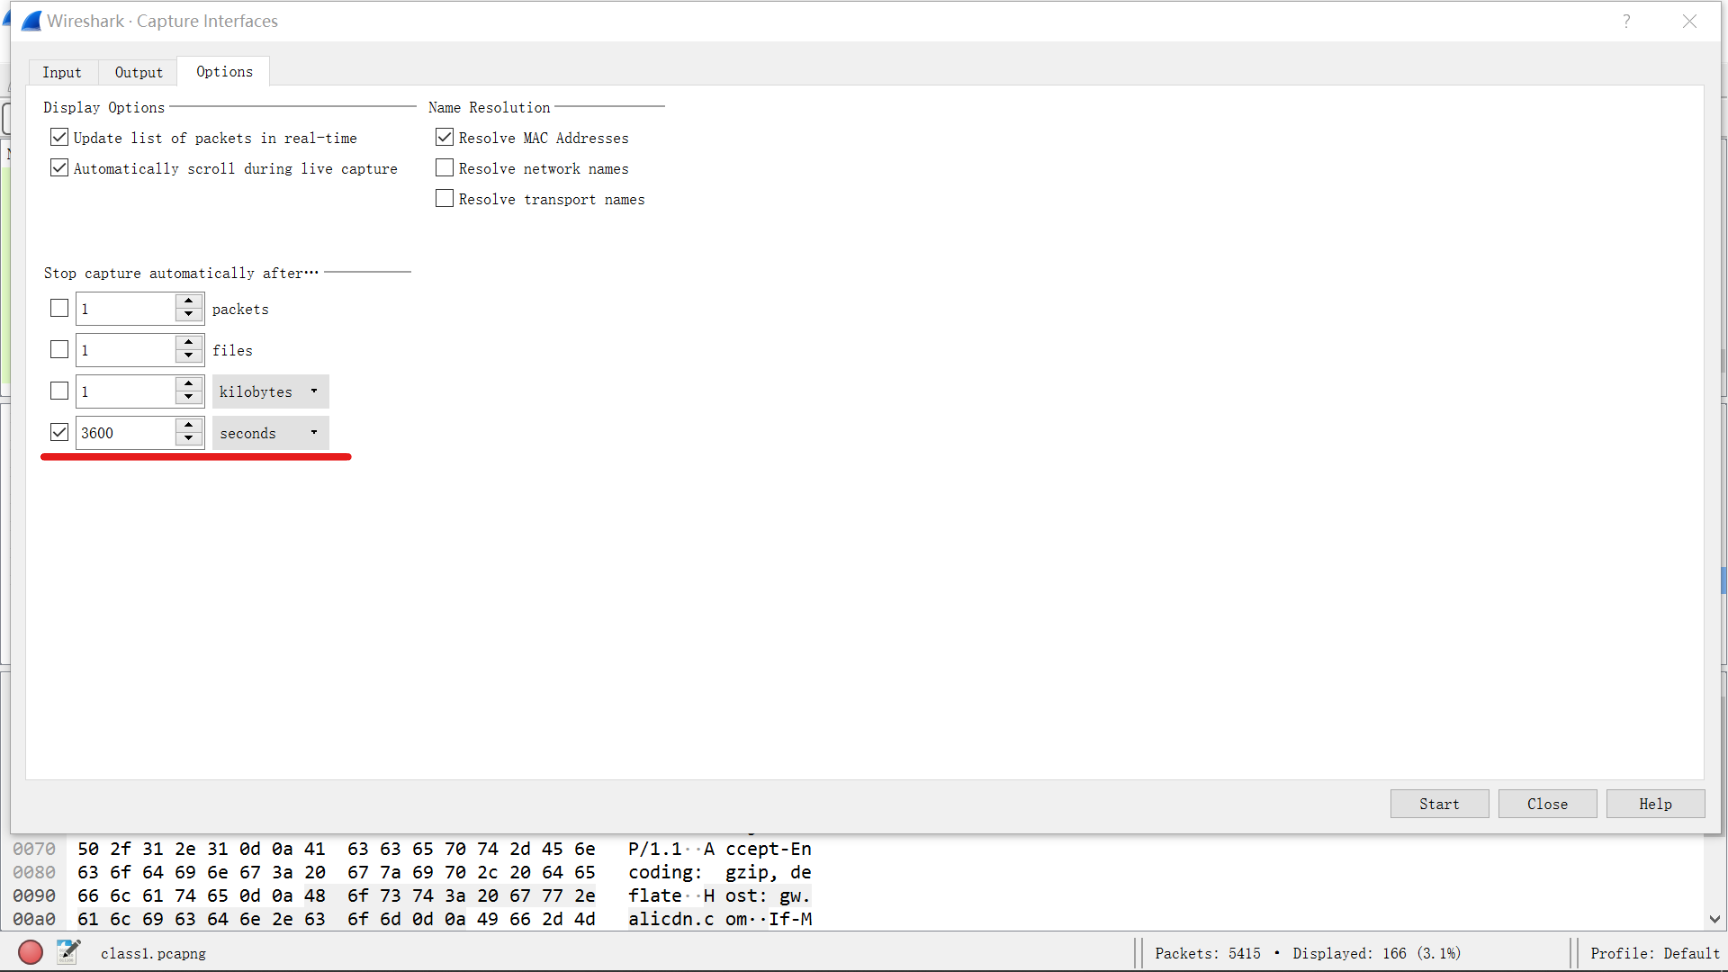 Wireshark · Capture Interfaces
?
Input
Output
Options
Display Options
Name Resolution
Update list of packets in real-time
Resolve MAC Addresses
Automatically scroll during live capture
Resolve network names
Resolve transport names
Stop capture automatically after…
1 packets
1 files
1 kilobytes
3600 seconds
Start
Close
Help
0070 50 2f 31 2e 31 0d 0a 41 63 63 65 70 74 2d 45 6e P/1.1··A ccept-En
0080 63 6f 64 69 6e 67 3a 20 67 7a 69 70 2c 20 64 65 coding: gzip, de
0090 66 6c 61 74 65 0d 0a 48 6f 73 74 3a 20 67 77 2e flate··H ost: gw.
00a0 61 6c 69 63 64 6e 2e 63 6f 6d 0d 0a 49 66 2d 4d alicdn.c om··If-M
class1.pcapng
Packets: 5415 · Displayed: 166 (3.1%)
Profile: Default